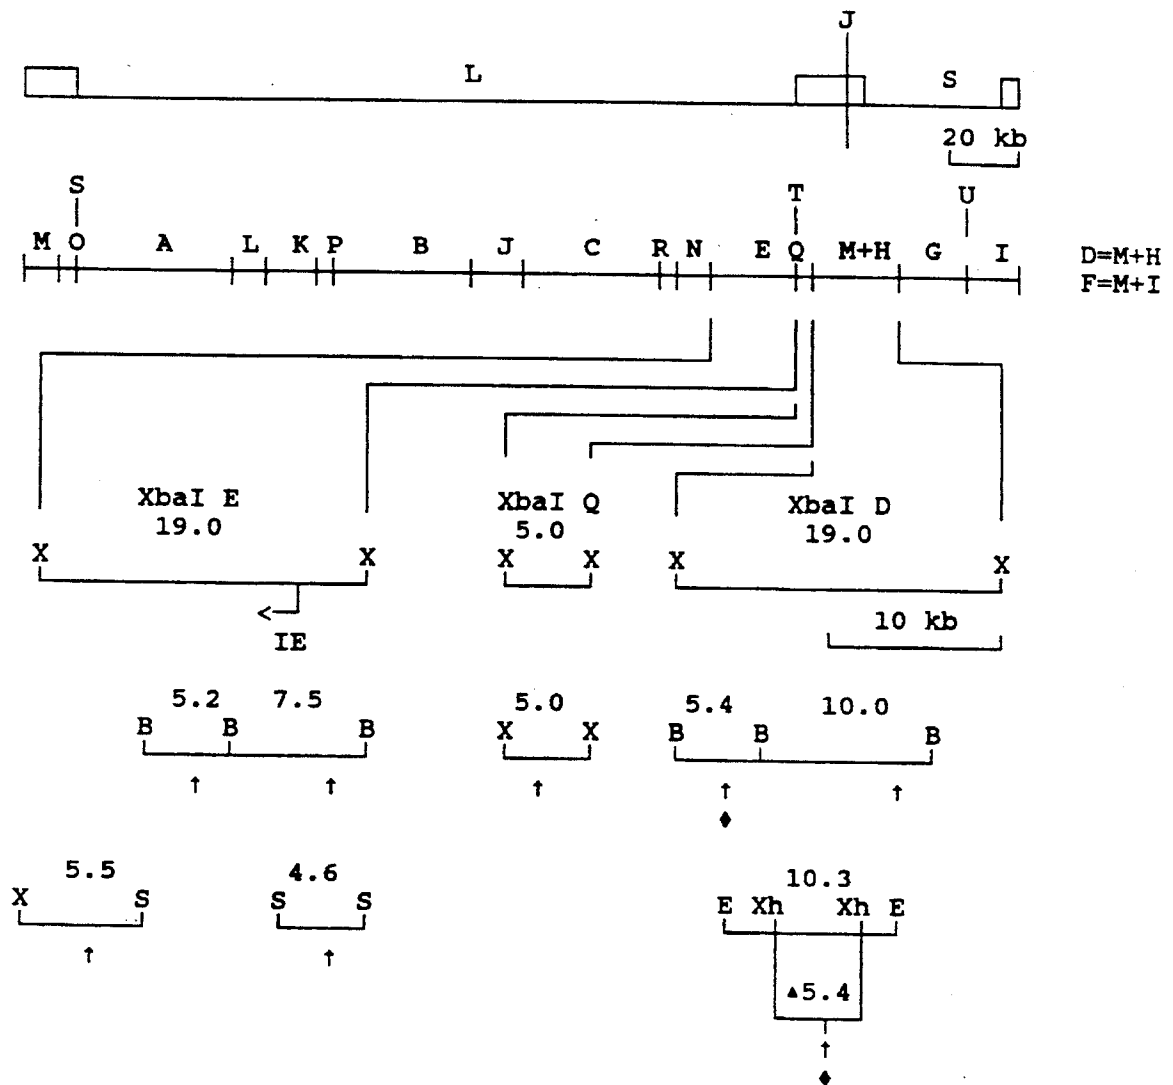 J
L
S
20 kb
S T U
M O A L K P B J C R N E Q M+H G I D=M+H
F=M+I
XbaI E XbaI Q XbaI D
19.0 5.0 19.0
X X X X X X
<
IE
10 kb
5.2 7.5 5.0 5.4 10.0
B B B X X B B B
↑ ↑ ↑ ↑ ↑
♦
5.5 4.6 10.3
X S S S E Xh Xh E
↑ ↑
▲5.4
↑
♦